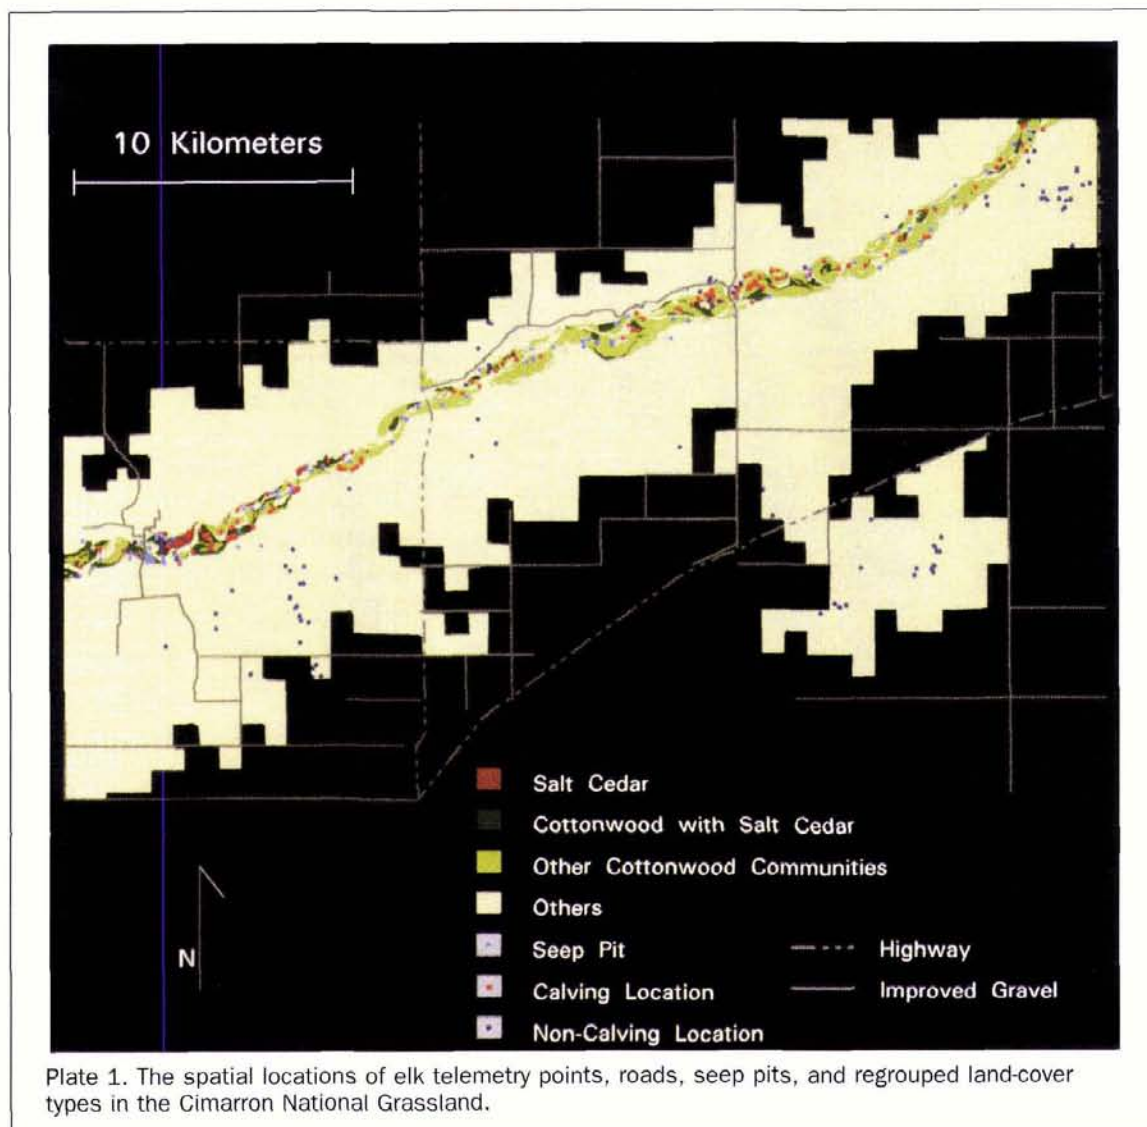 10 Kilometers
Salt Cedar
Cottonwood with Salt Cedar
Other Cottonwood Communities
Others
Seep Pit
Highway
N
Calving Location
Improved Gravel
Non-Calving Location
Plate 1. The spatial locations of elk telemetry points, roads, seep pits, and regrouped land-cover
types in the Cimarron National Grassland.